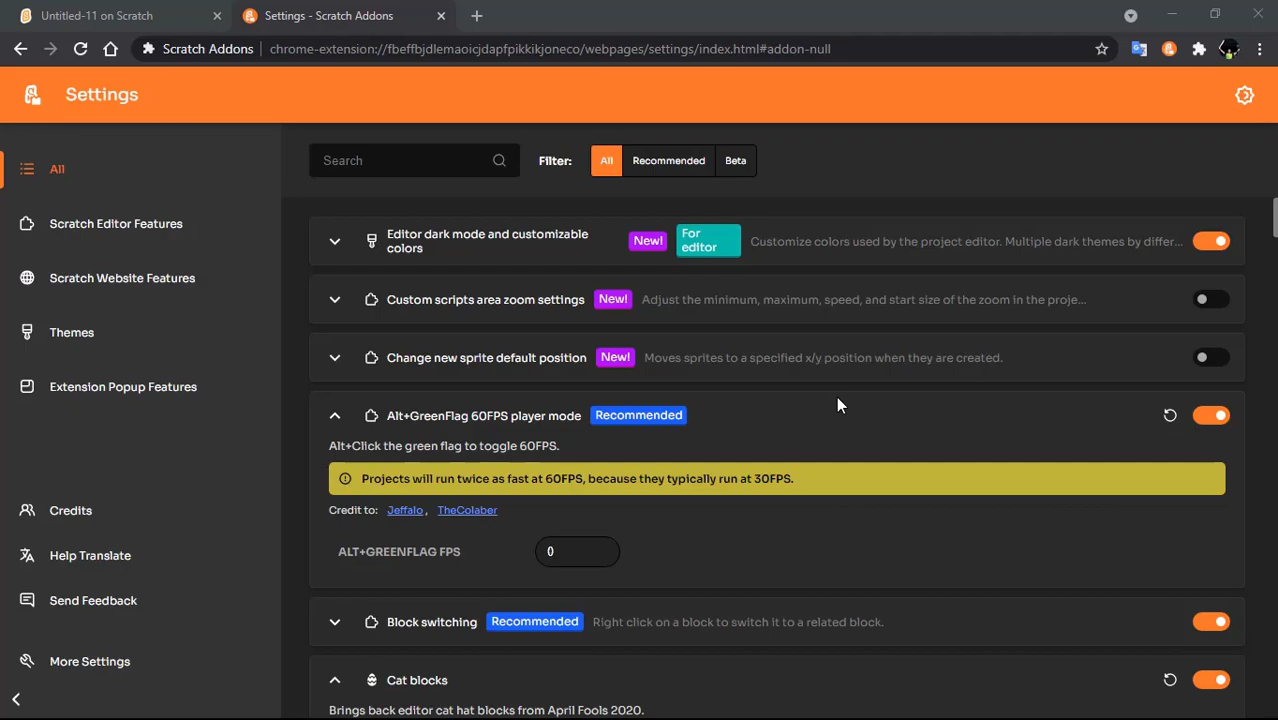 Untitled-11 on Scratch
Settings - Scratch Addons
Scratch Addons
chrome-extension://fbeffbjdlemaoicjdapfpikkikjoneco/webpages/settings/index.html#addon-null
Settings
All
Scratch Editor Features
Scratch Website Features
Themes
Extension Popup Features
Credits
Help Translate
Send Feedback
More Settings
Search
Filter:
All
Recommended
Beta
Editor dark mode and customizable
colors
New!
For
editor
Customize colors used by the project editor. Multiple dark themes by differ...
Custom scripts area zoom settings
New!
Adjust the minimum, maximum, speed, and start size of the zoom in the proje...
Change new sprite default position
New!
Moves sprites to a specified x/y position when they are created.
Alt+GreenFlag 60FPS player mode
Recommended
Alt+Click the green flag to toggle 60FPS.
Projects will run twice as fast at 60FPS, because they typically run at 30FPS.
Credit to: Jeffalo, TheColaber
ALT+GREENFLAG FPS
0
Block switching
Recommended
Right click on a block to switch it to a related block.
Cat blocks
Brings back editor cat hat blocks from April Fools 2020.